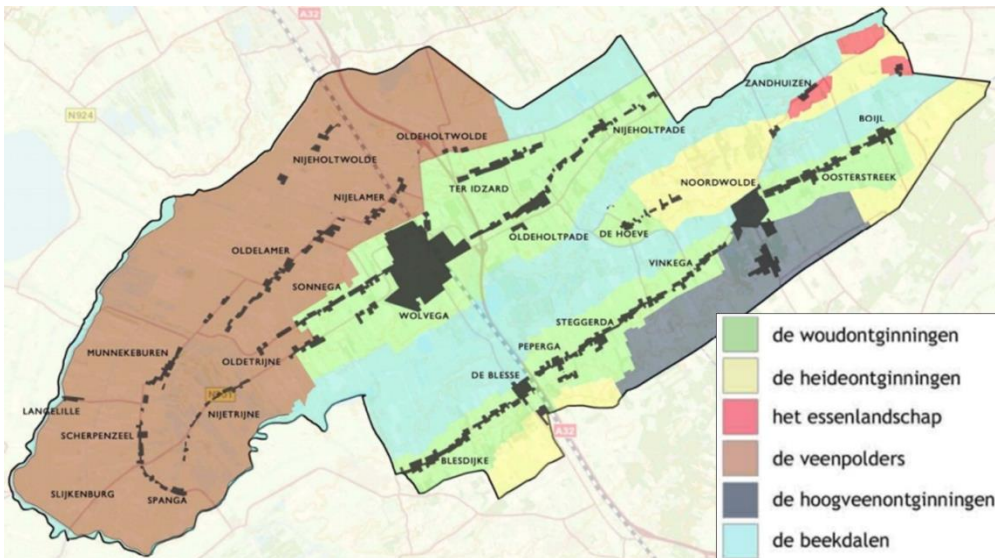 A32
N924
ZANDHUIZEN
BOIJL
OLDEHOLTWOLDE
NIJEHOLTPADE
NIJEHOLTWOLDE
TER IDZARD
NOORDWOLDE
OOSTERSTREEK
NIJELAMER
OLDEHOLTPADE
DE HOEVE
OLDELAMER
VINKEGA
SONNEGA
WOLVEGA
STEGGERDA
MUNNEKEBUREN
OLDETRIJNE
PEPERGA
DE BLESSE
LANGELILLE
NIJETRIJNE
SCHERPENZEEL
A32
BLESDIJKE
SLIJKENBURG
SPANGA
de woudontginningen
de heideontginningen
het essenlandschap
de veenpolders
de hoogveenontginningen
de beekdalen